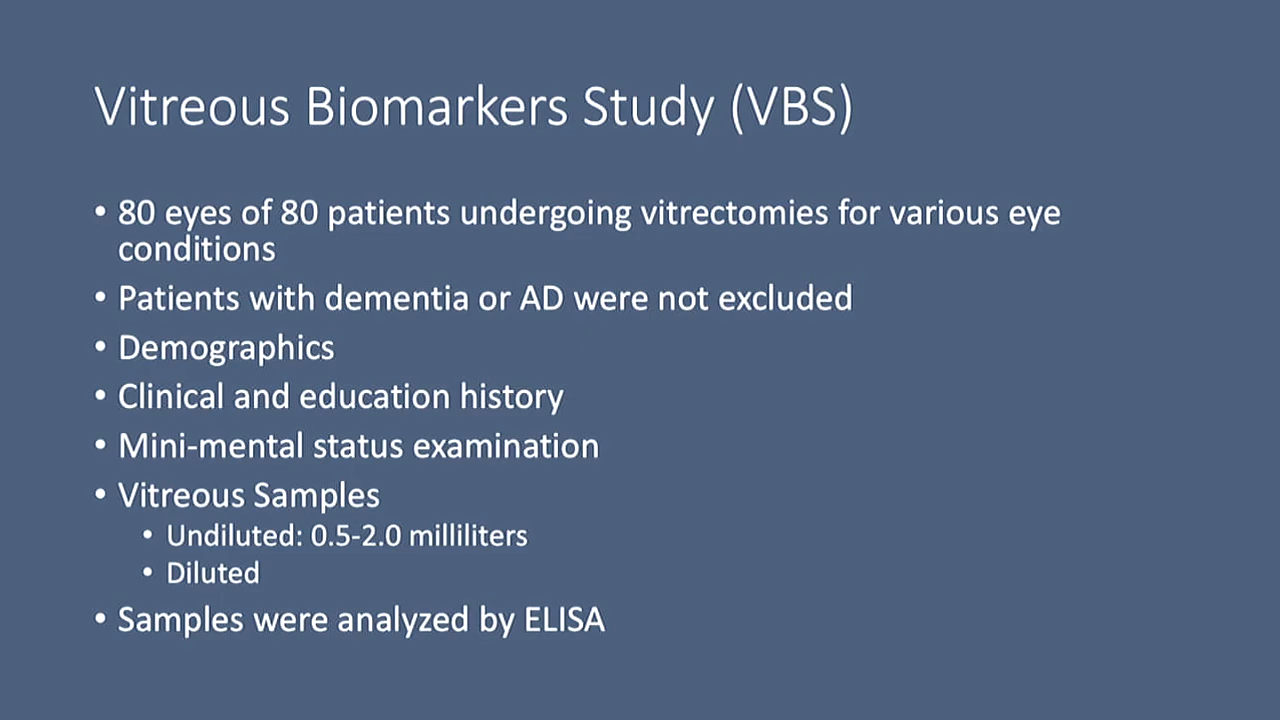 Vitreous Biomarkers Study (VBS)
• 80 eyes of 80 patients undergoing vitrectomies for various eye
conditions
• Patients with dementia or AD were not excluded
• Demographics
• Clinical and education history
• Mini-mental status examination
• Vitreous Samples
• Undiluted: 0.5-2.0 milliliters
• Diluted
• Samples were analyzed by ELISA